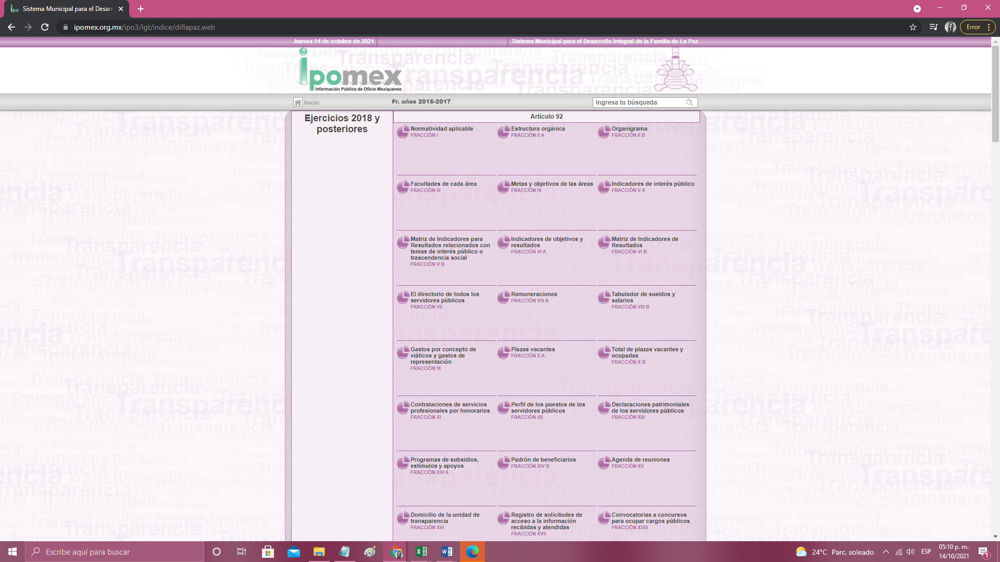 Sistema Municipal para el Desarr
ipomex.org.mx/ipo3/lgt/indice/diflapaz.web
Error
Jueves 14 de octubre de 2021
Sistema Municipal para el Desarrollo Integral de la Familia de La Paz
ipomex
Información Pública de Oficio Mexiquense
Inicio
Fr. años 2015-2017
Ingresa tu búsqueda
Ejercicios 2018 y
posteriores
Artículo 92
Normatividad aplicable
FRACCIÓN I
Estructura orgánica
FRACCIÓN II A
Organigrama
FRACCIÓN II B
Facultades de cada área
FRACCIÓN III
Metas y objetivos de las áreas
FRACCIÓN IV
Indicadores de interés público
FRACCIÓN V A
Matriz de Indicadores para
Resultados relacionados con
temas de interés público o
trascendencia social
FRACCIÓN V B
Indicadores de objetivos y
resultados
FRACCIÓN VI A
Matriz de Indicadores de
Resultados
FRACCIÓN VI B
El directorio de todos los
servidores públicos
FRACCIÓN VII
Remuneraciones
FRACCIÓN VIII A
Tabulador de sueldos y
salarios
FRACCIÓN VIII B
Gastos por concepto de
viáticos y gastos de
representación
FRACCIÓN IX
Plazas vacantes
FRACCIÓN X A
Total de plazas vacantes y
ocupadas
FRACCIÓN X B
Contrataciones de servicios
profesionales por honorarios
FRACCIÓN XI
Perfil de los puestos de los
servidores públicos
FRACCIÓN XII
Declaraciones patrimoniales
de los servidores públicos
FRACCIÓN XIII
Programas de subsidios,
estímulos y apoyos
FRACCIÓN XIV A
Padrón de beneficiarios
FRACCIÓN XIV B
Agenda de reuniones
FRACCIÓN XV
Domicilio de la unidad de
transparencia
FRACCIÓN XVI
Registro de solicitudes de
acceso a la información
recibidas y atendidas
FRACCIÓN XVII
Convocatorias a concursos
para ocupar cargos públicos
FRACCIÓN XVIII
Escribe aquí para buscar
24°C Parc. soleado
ESP
05:10 p. m.
14/10/2021
1